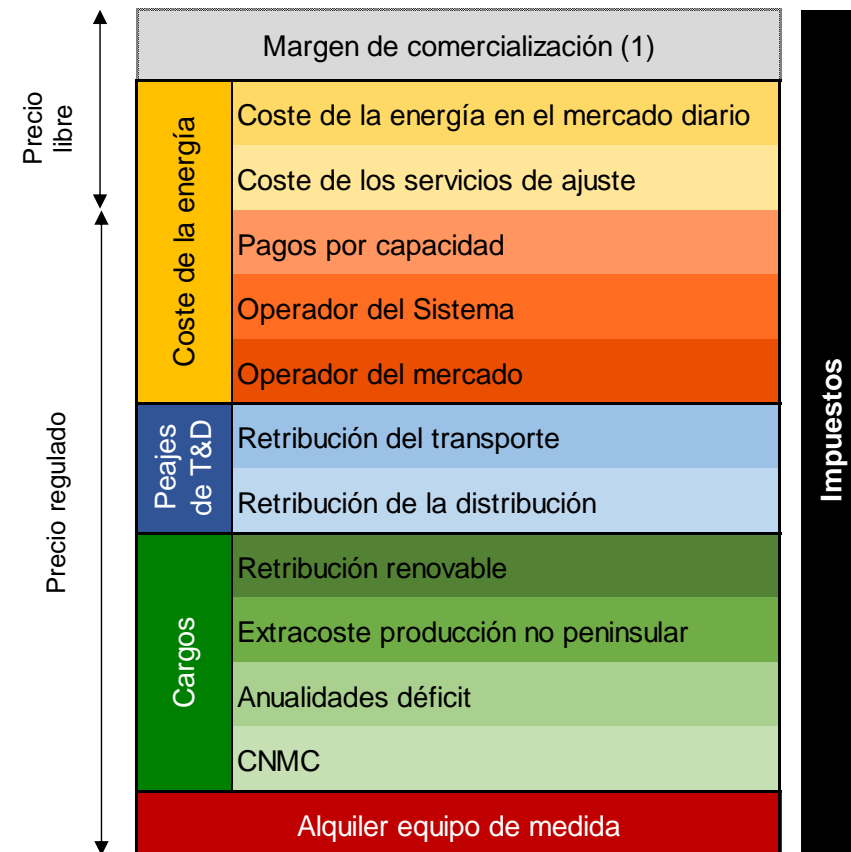 Margen de comercialización (1)
Precio
libre
Coste de la energía
Coste de la energía en el mercado diario
Coste de los servicios de ajuste
Pagos por capacidad
Operador del Sistema
Operador del mercado
Precio regulado
Peajes
de T&D
Retribución del transporte
Retribución de la distribución
Cargos
Retribución renovable
Extracoste producción no peninsular
Anualidades déficit
CNMC
Alquiler equipo de medida
Impuestos